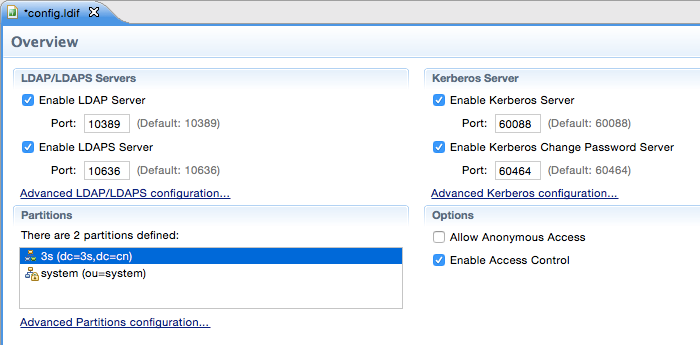 *config.ldif
Overview
LDAP/LDAPS Servers
Enable LDAP Server
Port: 10389 (Default: 10389)
Enable LDAPS Server
Port: 10636 (Default: 10636)
Advanced LDAP/LDAPS configuration...
Partitions
There are 2 partitions defined:
3s (dc=3s,dc=cn)
system (ou=system)
Advanced Partitions configuration...
Kerberos Server
Enable Kerberos Server
Port: 60088 (Default: 60088)
Enable Kerberos Change Password Server
Port: 60464 (Default: 60464)
Advanced Kerberos configuration...
Options
Allow Anonymous Access
Enable Access Control